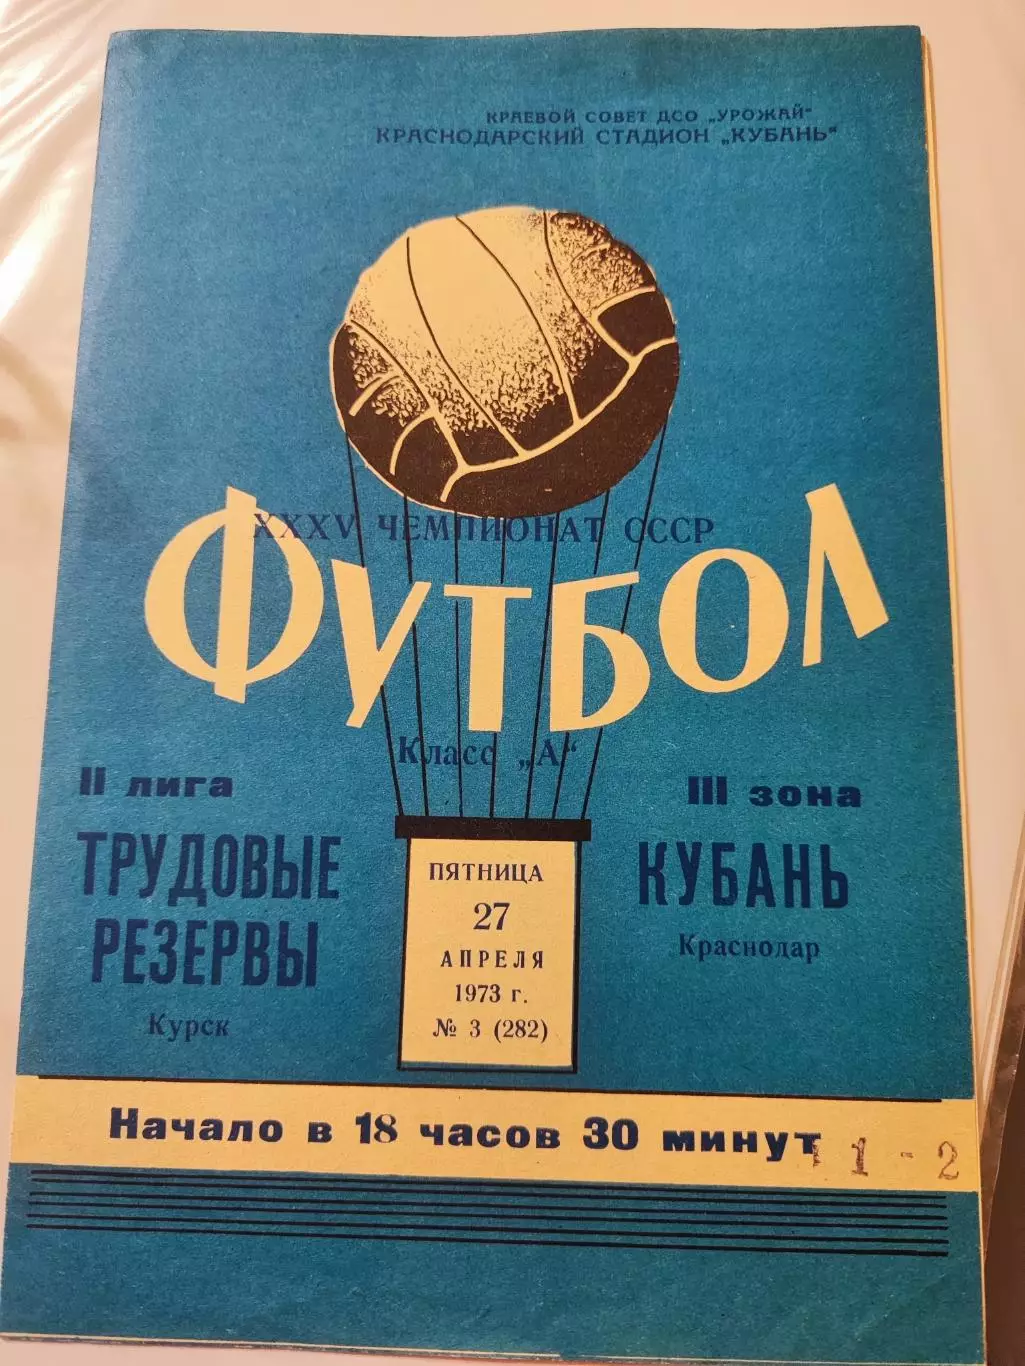 КРАЕВОЙ СОВЕТ ДСО „УРОЖАЙ"
КРАСНОДАРСКИЙ СТАДИОН „КУБАНЬ"
XXXV ЧЕМПИОНАТ СССР
ФУТБОЛ
Класс „А"
II лига
III зона
ТРУДОВЫЕ
РЕЗЕРВЫ
Курск
КУБАНЬ
Краснодар
ПЯТНИЦА
27
АПРЕЛЯ
1973 г.
№ 3 (282)
Начало в 18 часов 30 минут
1 - 2